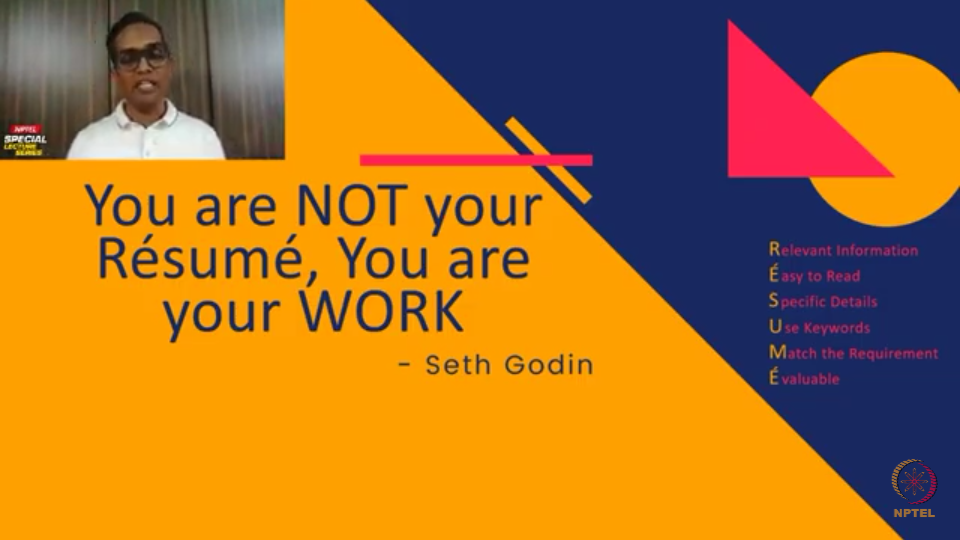 NPTEL
SPECIAL
LECTURE
SERIES
You are NOT your
Résumé, You are
your WORK
- Seth Godin
Relevant Information
Éasy to Read
Specific Details
Use Keywords
Match the Requirement
Évaluable
NPTEL